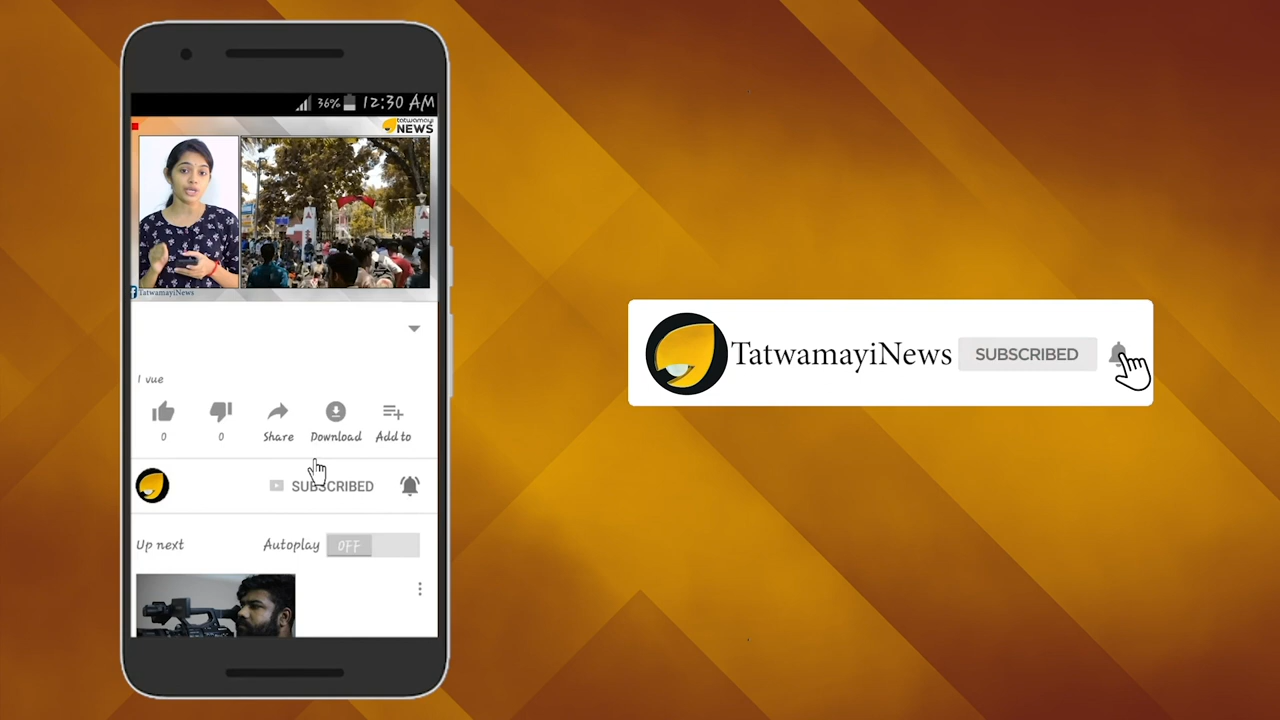 36% 12:30 AM
tatwamayi
NEWS
TatwamayiNews
1 vue
0 0 Share Download Add to
SUBSCRIBED
Up next Autoplay OFF
TatwamayiNews SUBSCRIBED